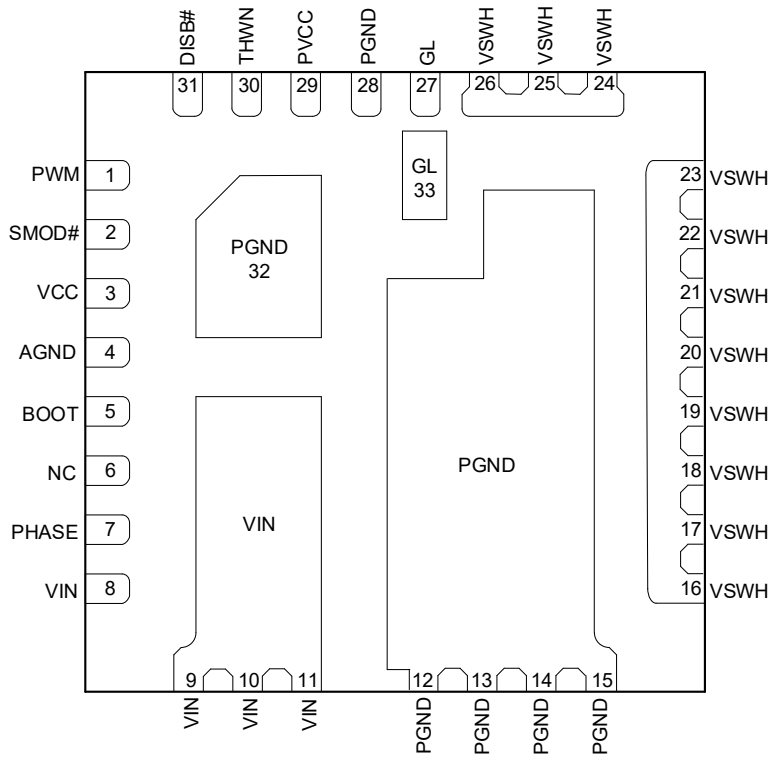 DISB#
THWN
PVCC
PGND
GL
VSWH
VSWH
VSWH
31
30
29
28
27
26
25
24
PWM 1
SMOD# 2
VCC 3
AGND 4
BOOT 5
NC 6
PHASE 7
VIN 8
PGND
32
GL
33
VIN
PGND
23 VSWH
22 VSWH
21 VSWH
20 VSWH
19 VSWH
18 VSWH
17 VSWH
16 VSWH
9
10
11
12
13
14
15
VIN
VIN
VIN
PGND
PGND
PGND
PGND